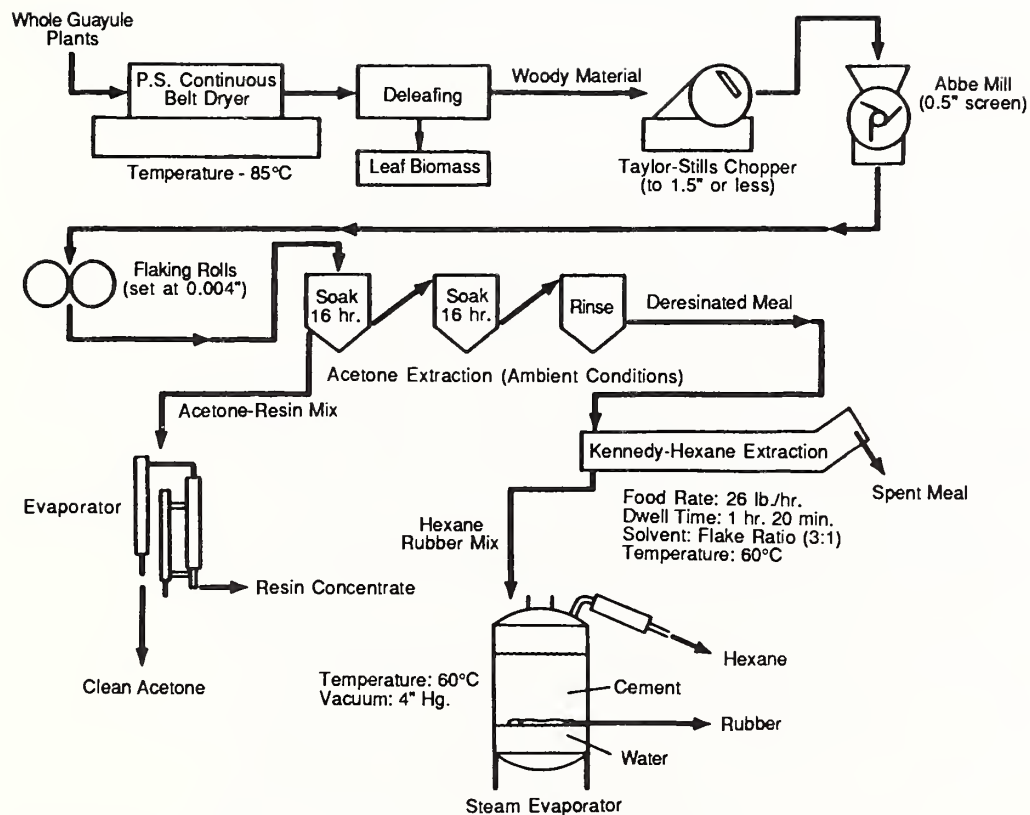 Whole Guayule
Plants
P.S. Continuous
Belt Dryer
Temperature - 85°C
Deleafing
Leaf Biomass
Woody Material
Taylor-Stills Chopper
(to 1.5" or less)
Abbe Mill
(0.5" screen)
Flaking Rolls
(set at 0.004")
Soak
16 hr.
Soak
16 hr.
Rinse
Deresinated Meal
Acetone Extraction (Ambient Conditions)
Acetone-Resin Mix
Evaporator
Resin Concentrate
Clean Acetone
Kennedy-Hexane Extraction
Spent Meal
Food Rate: 26 lb./hr.
Dwell Time: 1 hr. 20 min.
Solvent: Flake Ratio (3:1)
Temperature: 60°C
Hexane
Rubber Mix
Temperature: 60°C
Vacuum: 4" Hg.
Hexane
Cement
Rubber
Water
Steam Evaporator